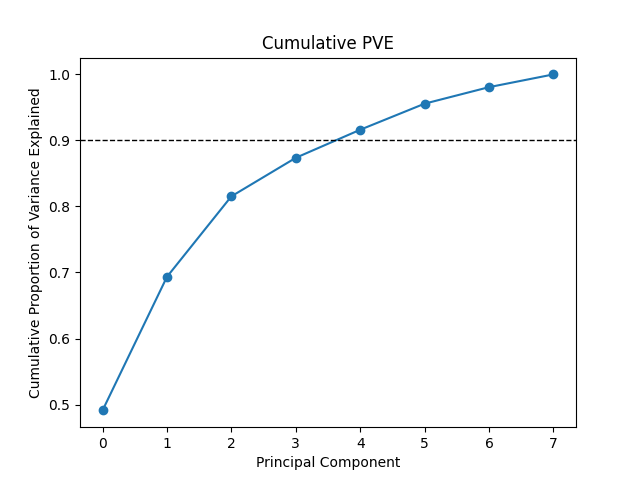 Cumulative PVE
Cumulative Proportion of Variance Explained
1.0
0.9
0.8
0.7
0.6
0.5
0 1 2 3 4 5 6 7
Principal Component